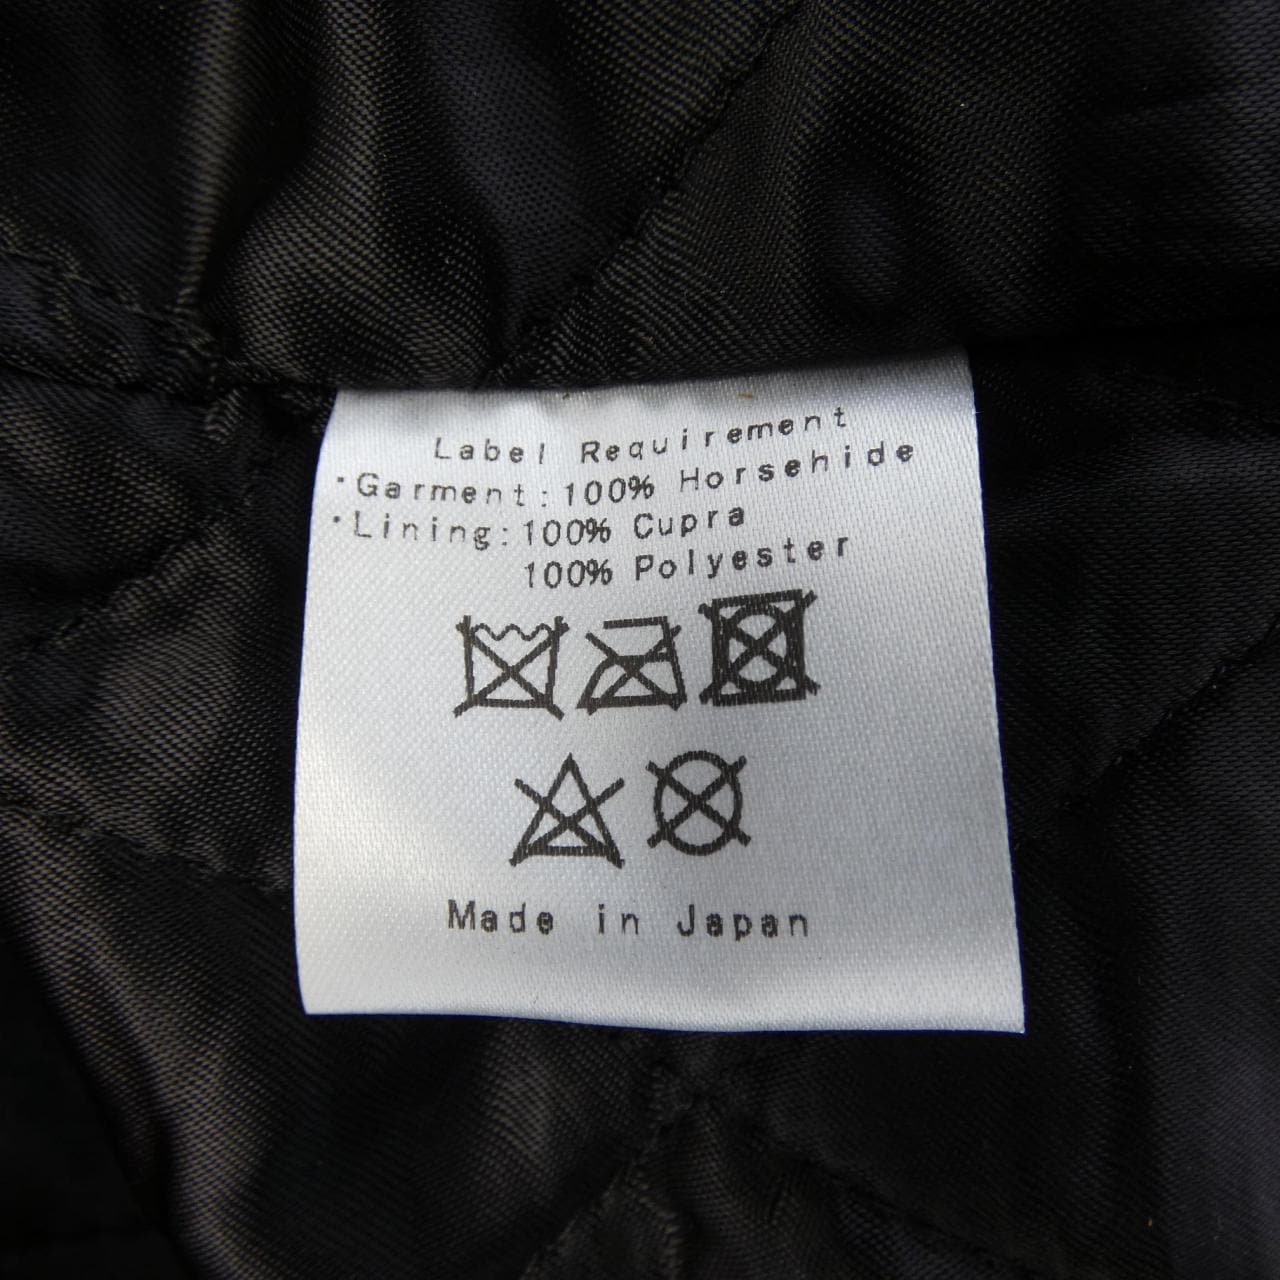 Label Requirement
・Garment:100% Horsehide
・Lining:100% Cupra
100% Polyester
Made in Japan